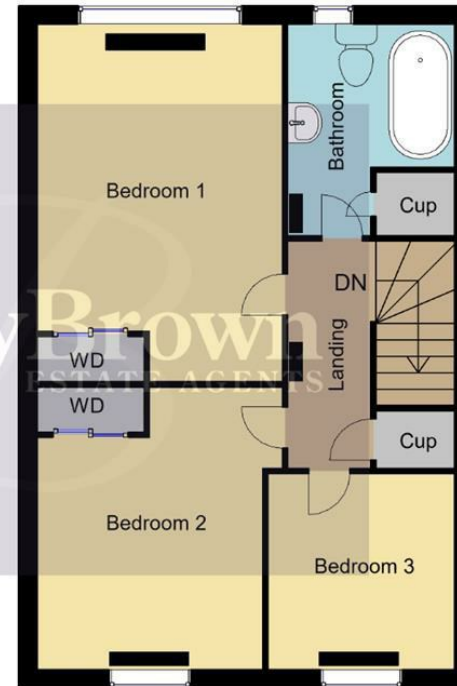 Bathroom
Bedroom 1
Cup
DN
yBrown
ESTATE AGENTS
Landing
WD
WD
Cup
Bedroom 2
Bedroom 3